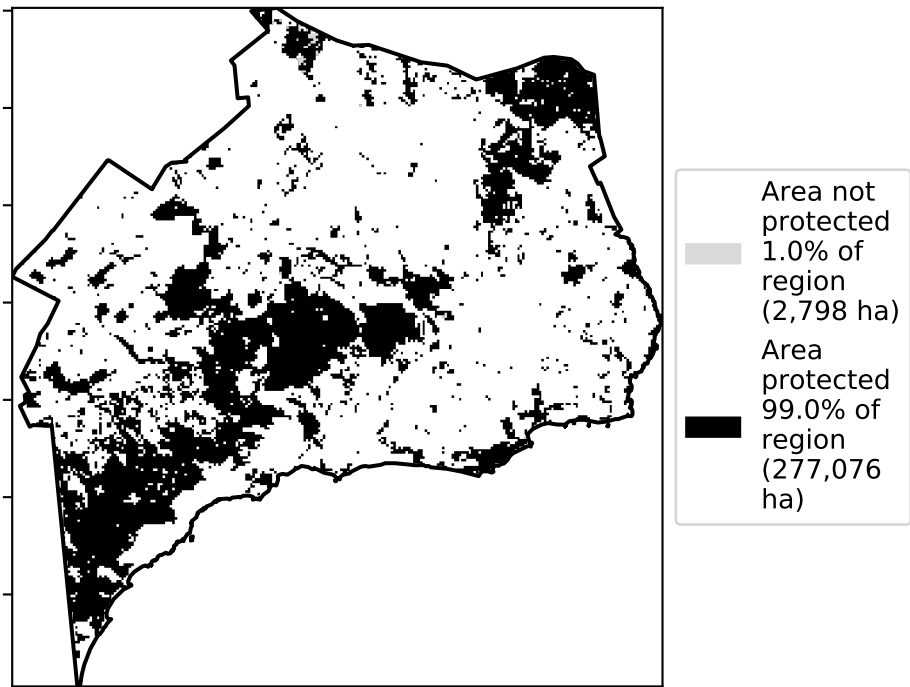 Area not
protected
1.0% of
region
(2,798 ha)
Area
protected
99.0% of
region
(277,076
ha)